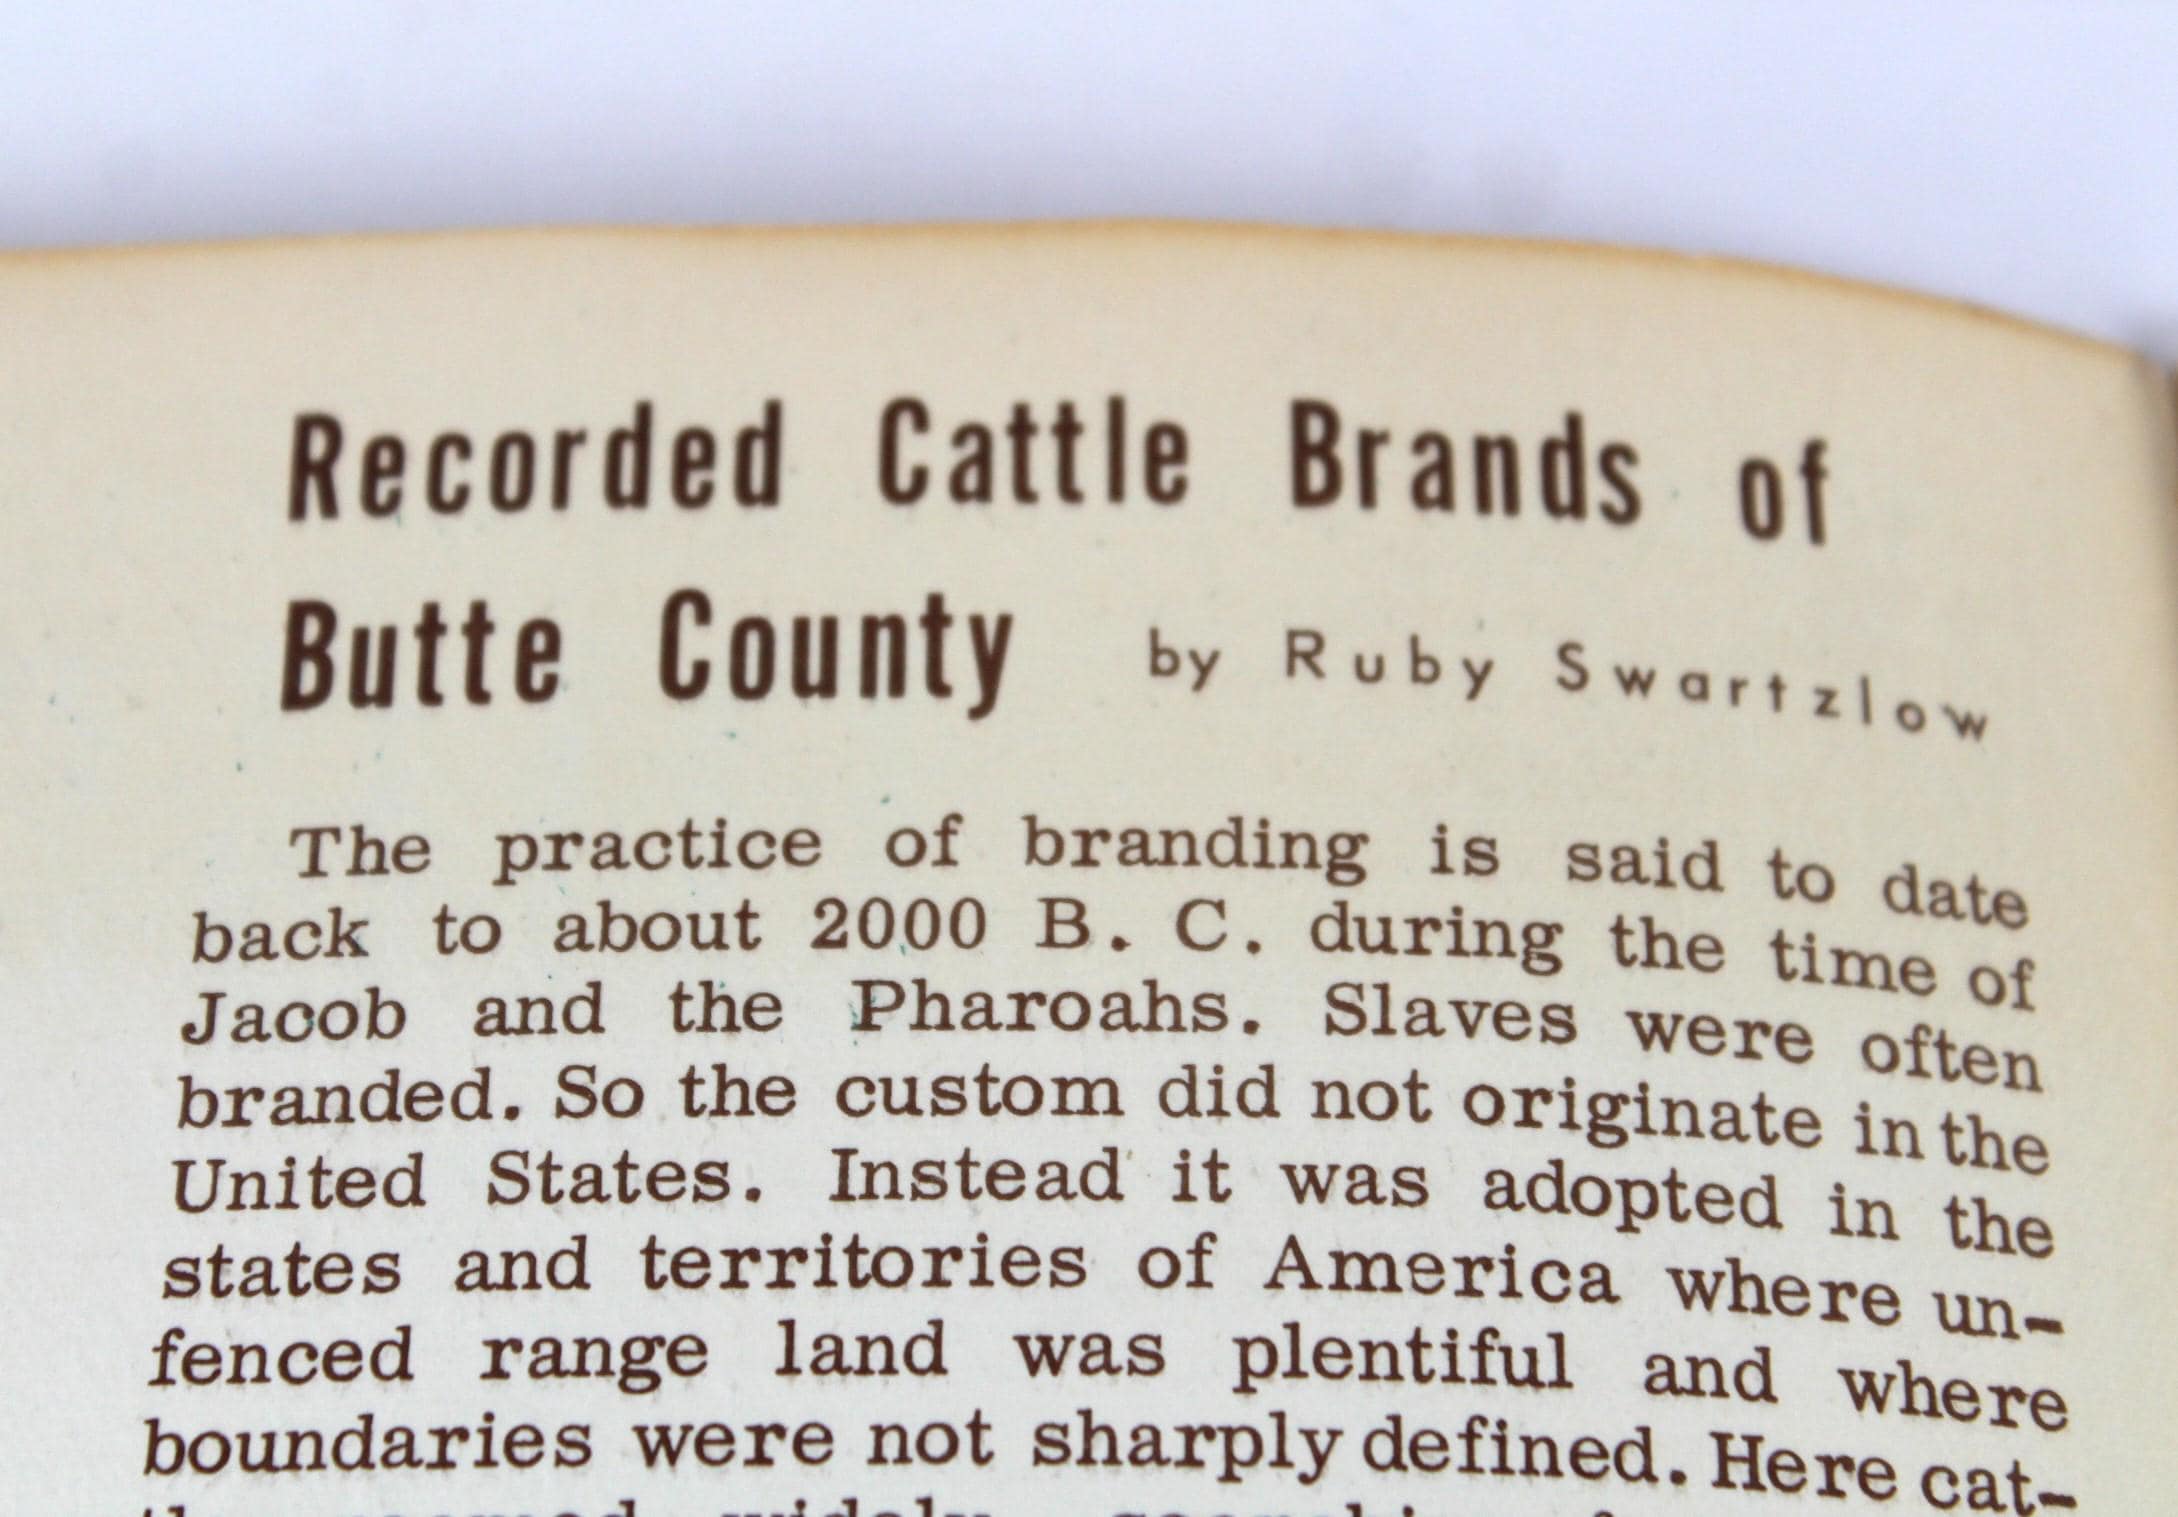 Recorded Cattle Brands of
Butte County by Ruby Swartzlow
The practice of branding is said to date
back to about 2000 B. C. during the time of
Jacob and the Pharoahs. Slaves were often
branded. So the custom did not originate in the
United States. Instead it was adopted in the
states and territories of America where un-
fenced range land was plentiful and where
boundaries were not sharply defined. Here cat-